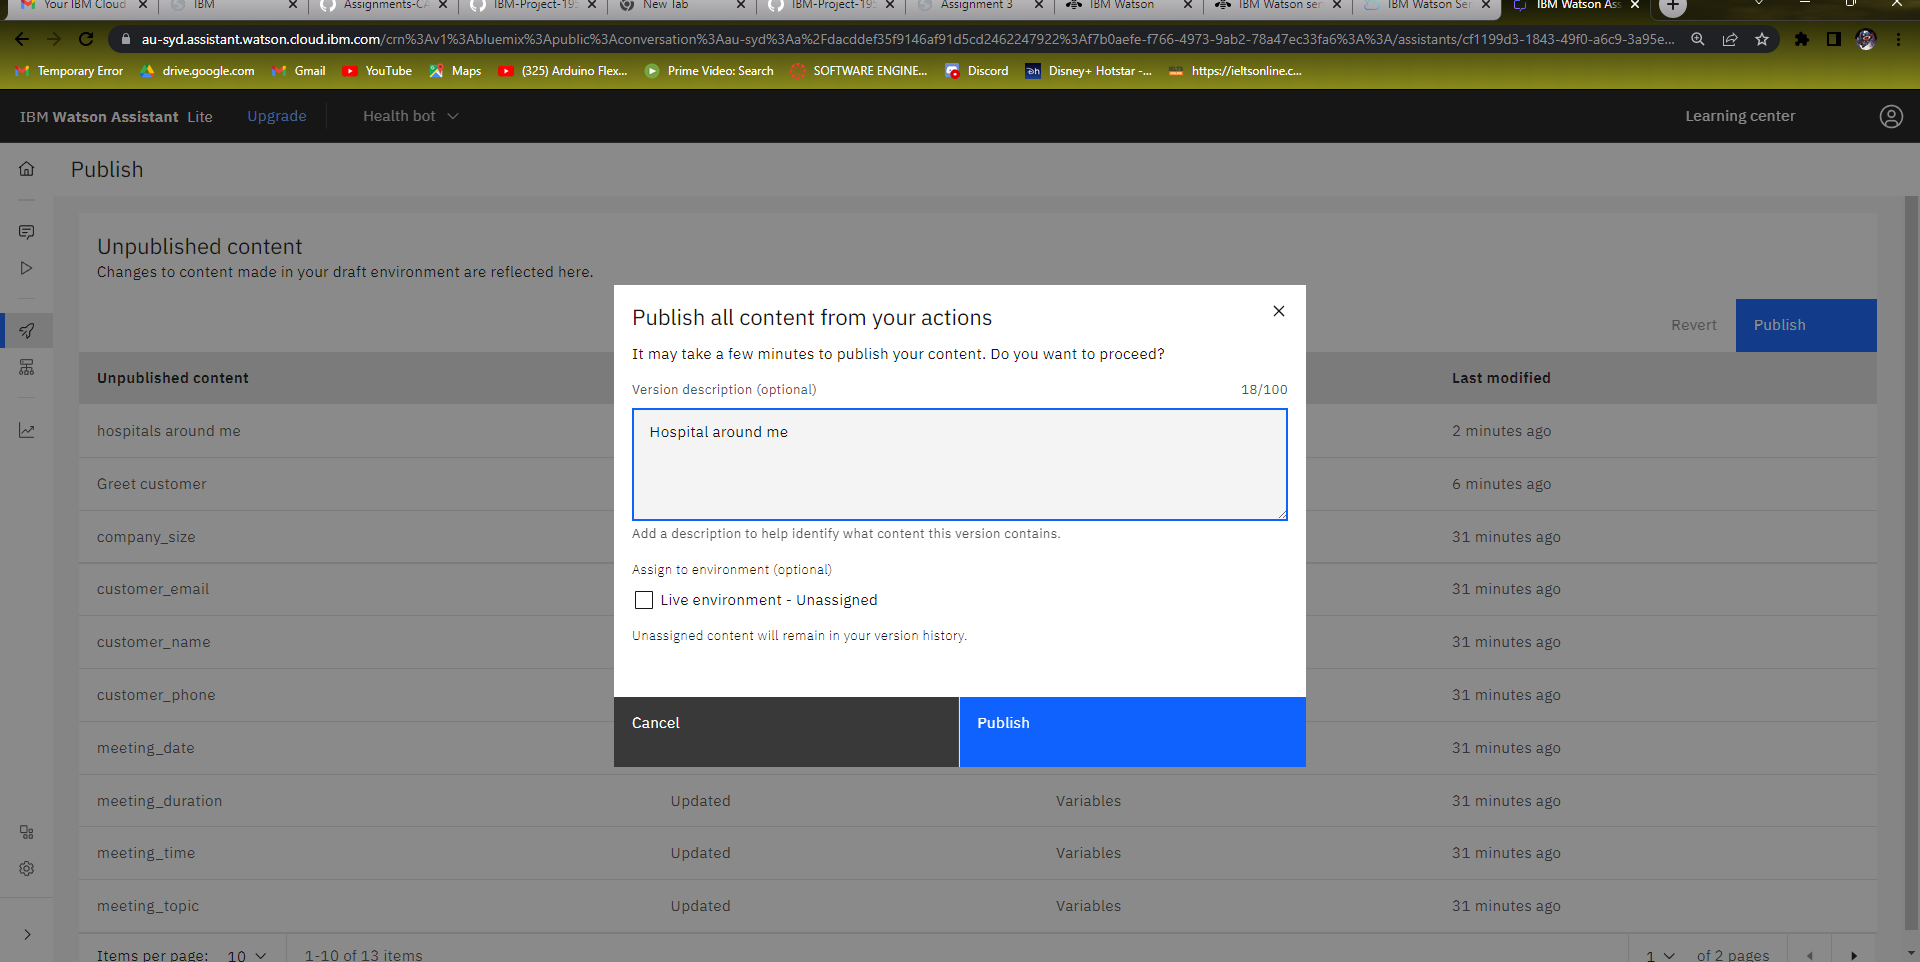 Your IBM Cloud
IBM
Assignments-CA
IBM-Project-195
New Tab
IBM-Project-195
Assignment 3
IBM Watson
IBM Watson ser
IBM Watson Ser
IBM Watson Ass
au-syd.assistant.watson.cloud.ibm.com/crn%3Av1%3Abluemix%3Apublic%3Aconversation%3Aau-syd%3Aa%2Fdacddef35f9146af91d5cd2462247922%3Af7b0aefe-f766-4973-9ab2-78a47ec33fa6%3A%3A/assistants/cf1199d3-1843-49f0-a6c9-3a95e...
Temporary Error
drive.google.com
Gmail
YouTube
Maps
(325) Arduino Flex...
Prime Video: Search
SOFTWARE ENGINE...
Discord
Disney+ Hotstar -...
https://ieltsonline.c...
IBM Watson Assistant Lite
Upgrade
Health bot
Learning center
Publish
Unpublished content
Changes to content made in your draft environment are reflected here.
Revert
Publish
Unpublished content
Last modified
hospitals around me
2 minutes ago
Greet customer
6 minutes ago
company_size
31 minutes ago
customer_email
31 minutes ago
customer_name
31 minutes ago
customer_phone
31 minutes ago
meeting_date
31 minutes ago
meeting_duration
Updated
Variables
31 minutes ago
meeting_time
Updated
Variables
31 minutes ago
meeting_topic
Updated
Variables
31 minutes ago
Items per page: 10
1-10 of 13 items
1
of 2 pages
Publish all content from your actions
It may take a few minutes to publish your content. Do you want to proceed?
Version description (optional)
18/100
Hospital around me
Add a description to help identify what content this version contains.
Assign to environment (optional)
Live environment - Unassigned
Unassigned content will remain in your version history.
Cancel
Publish